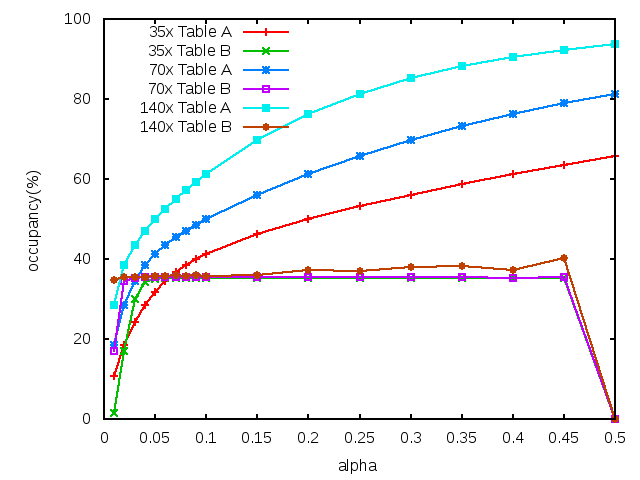 100
80
60
40
20
0
occupancy(%)
35x Table A
35x Table B
70x Table A
70x Table B
140x Table A
140x Table B
0 0.05 0.1 0.15 0.2 0.25 0.3 0.35 0.4 0.45 0.5
alpha